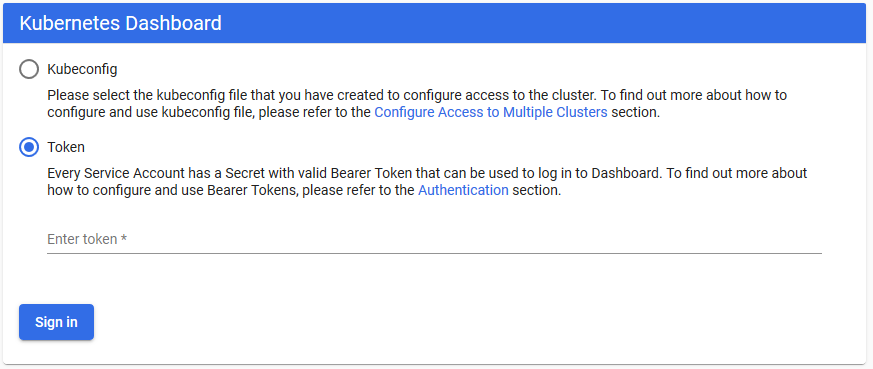 Kubernetes Dashboard
Kubeconfig
Please select the kubeconfig file that you have created to configure access to the cluster. To find out more about how to
configure and use kubeconfig file, please refer to the Configure Access to Multiple Clusters section.
Token
Every Service Account has a Secret with valid Bearer Token that can be used to log in to Dashboard. To find out more about
how to configure and use Bearer Tokens, please refer to the Authentication section.
Enter token *
Sign in